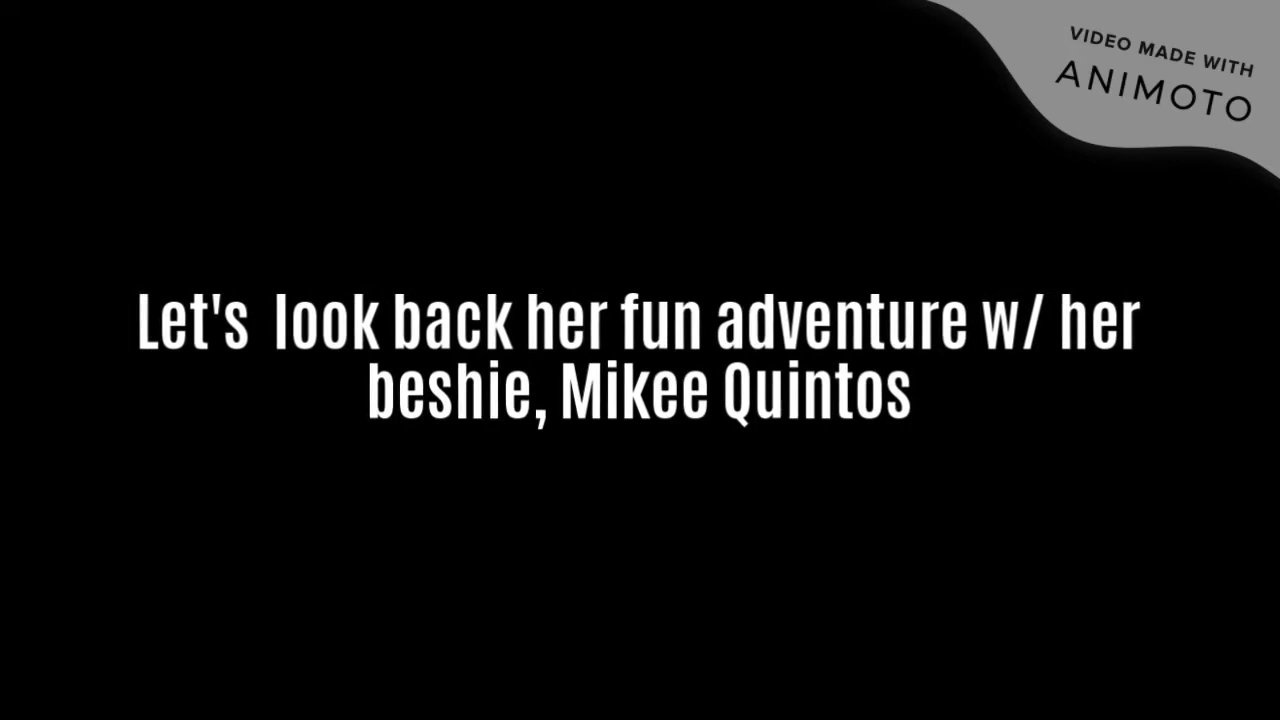 VIDEO MADE WITH
ANIMOTO
Let's  look back her fun adventure w/ her
beshie, Mikee Quintos